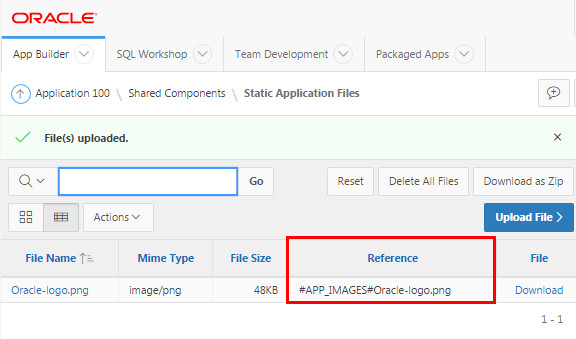 ORACLE
App Builder SQL Workshop Team Development Packaged Apps
Application 100 \ Shared Components \ Static Application Files
File(s) uploaded.
Go Reset Delete All Files Download as Zip
Actions Upload File
File Name Mime Type File Size Reference File
Oracle-logo.png image/png 48KB #APP_IMAGES#Oracle-logo.png Download
1 - 1